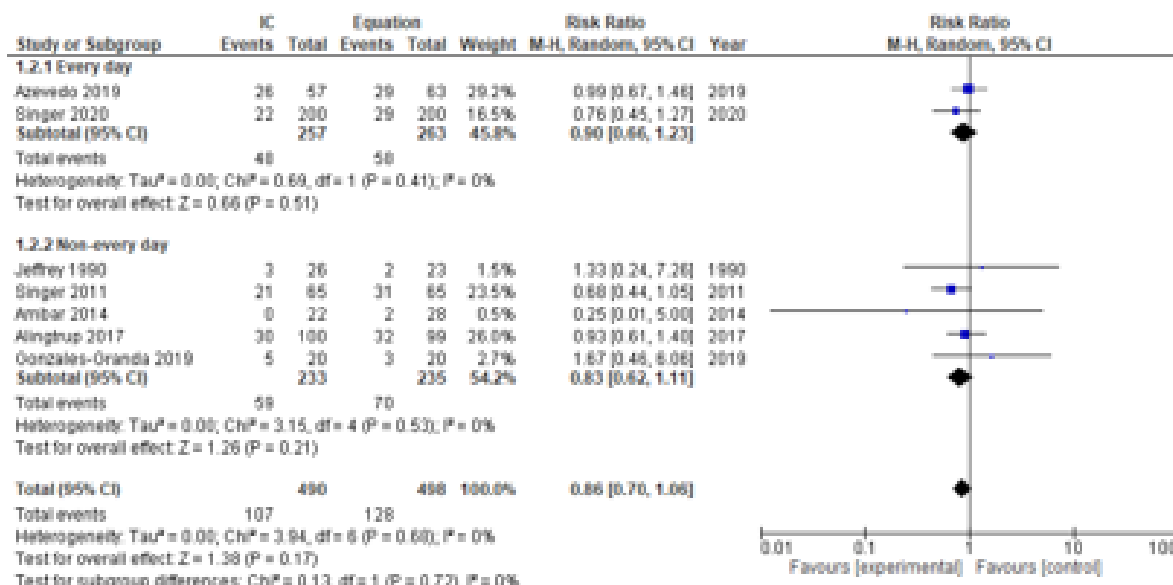 IC Equation Risk Ratio Risk Ratio
Study or Subgroup Events Total Events Total Weight M-H, Random, 95% CI Year M-H, Random, 95% CI
1.2.1 Every day
Azevedo 2019 26 57 29 63 29.2% 0.99 [0.67, 1.46] 2019
Singer 2020 22 200 29 200 16.5% 0.76 [0.45, 1.27] 2020
Subtotal (95% CI) 257 263 45.8% 0.90 [0.66, 1.23]
Total events 48 58
Heterogeneity: Tau² = 0.00; Chi² = 0.69, df = 1 (P = 0.41); I² = 0%
Test for overall effect: Z = 0.66 (P = 0.51)
1.2.2 Non-every day
Jeffrey 1990 3 26 2 23 1.5% 1.33 [0.24, 7.26] 1990
Singer 2011 21 65 31 65 23.5% 0.68 [0.44, 1.05] 2011
Anbar 2014 0 22 2 28 0.5% 0.25 [0.01, 5.00] 2014
Allingtrup 2017 30 100 32 99 26.0% 0.93 [0.61, 1.40] 2017
Gonzales-Granda 2019 5 20 3 20 2.7% 1.67 [0.46, 6.06] 2019
Subtotal (95% CI) 233 235 54.2% 0.83 [0.62, 1.11]
Total events 59 70
Heterogeneity: Tau² = 0.00; Chi² = 3.15, df = 4 (P = 0.53); I² = 0%
Test for overall effect: Z = 1.26 (P = 0.21)
Total (95% CI) 490 498 100.0% 0.86 [0.70, 1.06]
Total events 107 128
Heterogeneity: Tau² = 0.00; Chi² = 3.94, df = 6 (P = 0.68); I² = 0%
Test for overall effect: Z = 1.38 (P = 0.17)
Test for subgroup differences: Chi² = 0.13, df = 1 (P = 0.72), I² = 0%
0.01 0.1 1 10 100
Favours [experimental] Favours [control]